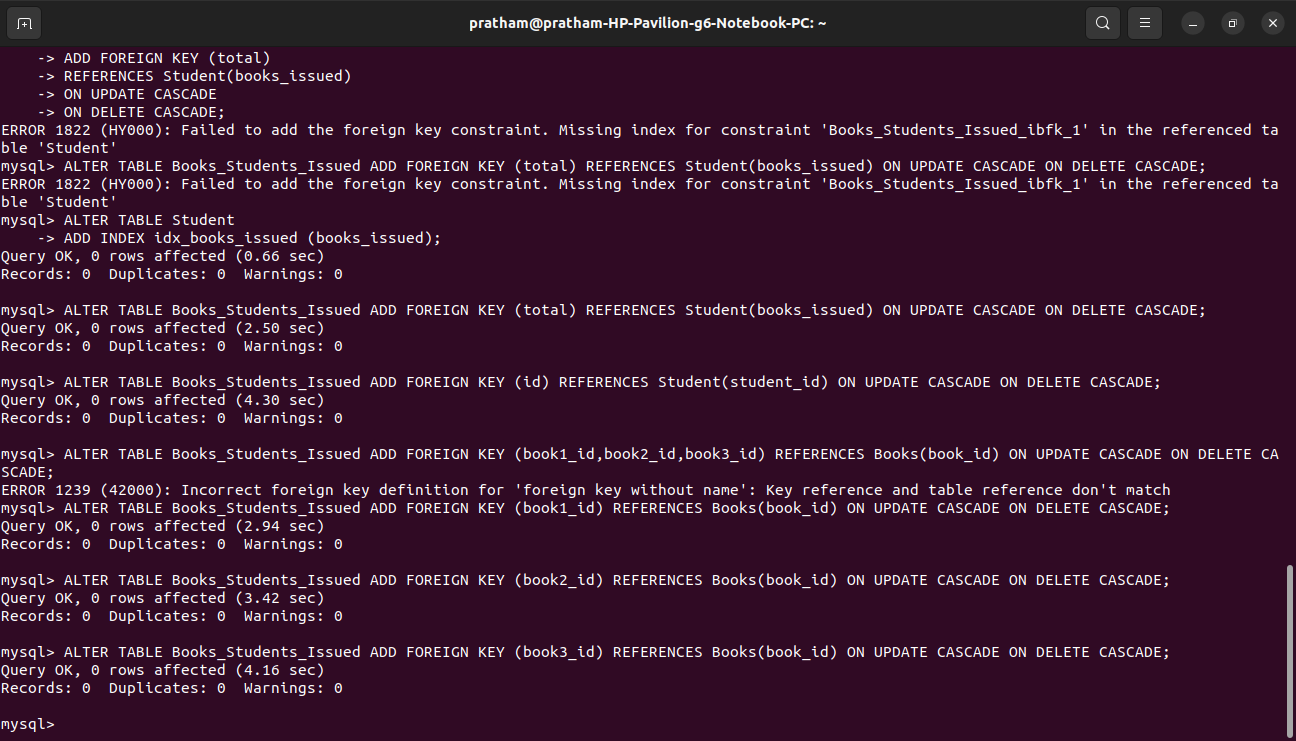 pratham@pratham-HP-Pavilion-g6-Notebook-PC: ~
    -> ADD FOREIGN KEY (total)
    -> REFERENCES Student(books_issued)
    -> ON UPDATE CASCADE
    -> ON DELETE CASCADE;
ERROR 1822 (HY000): Failed to add the foreign key constraint. Missing index for constraint 'Books_Students_Issued_ibfk_1' in the referenced ta
ble 'Student'
mysql> ALTER TABLE Books_Students_Issued ADD FOREIGN KEY (total) REFERENCES Student(books_issued) ON UPDATE CASCADE ON DELETE CASCADE;
ERROR 1822 (HY000): Failed to add the foreign key constraint. Missing index for constraint 'Books_Students_Issued_ibfk_1' in the referenced ta
ble 'Student'
mysql> ALTER TABLE Student
    -> ADD INDEX idx_books_issued (books_issued);
Query OK, 0 rows affected (0.66 sec)
Records: 0  Duplicates: 0  Warnings: 0

mysql> ALTER TABLE Books_Students_Issued ADD FOREIGN KEY (total) REFERENCES Student(books_issued) ON UPDATE CASCADE ON DELETE CASCADE;
Query OK, 0 rows affected (2.50 sec)
Records: 0  Duplicates: 0  Warnings: 0

mysql> ALTER TABLE Books_Students_Issued ADD FOREIGN KEY (id) REFERENCES Student(student_id) ON UPDATE CASCADE ON DELETE CASCADE;
Query OK, 0 rows affected (4.30 sec)
Records: 0  Duplicates: 0  Warnings: 0

mysql> ALTER TABLE Books_Students_Issued ADD FOREIGN KEY (book1_id,book2_id,book3_id) REFERENCES Books(book_id) ON UPDATE CASCADE ON DELETE CA
SCADE;
ERROR 1239 (42000): Incorrect foreign key definition for 'foreign key without name': Key reference and table reference don't match
mysql> ALTER TABLE Books_Students_Issued ADD FOREIGN KEY (book1_id) REFERENCES Books(book_id) ON UPDATE CASCADE ON DELETE CASCADE;
Query OK, 0 rows affected (2.94 sec)
Records: 0  Duplicates: 0  Warnings: 0

mysql> ALTER TABLE Books_Students_Issued ADD FOREIGN KEY (book2_id) REFERENCES Books(book_id) ON UPDATE CASCADE ON DELETE CASCADE;
Query OK, 0 rows affected (3.42 sec)
Records: 0  Duplicates: 0  Warnings: 0

mysql> ALTER TABLE Books_Students_Issued ADD FOREIGN KEY (book3_id) REFERENCES Books(book_id) ON UPDATE CASCADE ON DELETE CASCADE;
Query OK, 0 rows affected (4.16 sec)
Records: 0  Duplicates: 0  Warnings: 0

mysql>